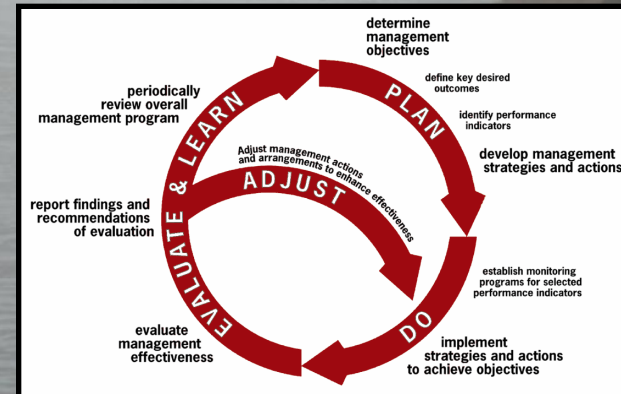 determine
management
objectives
define key desired
outcomes
identify performance
indicators
develop management
strategies and actions
PLAN
establish monitoring
programs for selected
performance indicators
DO
implement
strategies and actions
to achieve objectives
evaluate
management
effectiveness
report findings and
recommendations
of evaluation
periodically
review overall
management program
EVALUATE & LEARN
Adjust management actions
and arrangements to enhance effectiveness
ADJUST